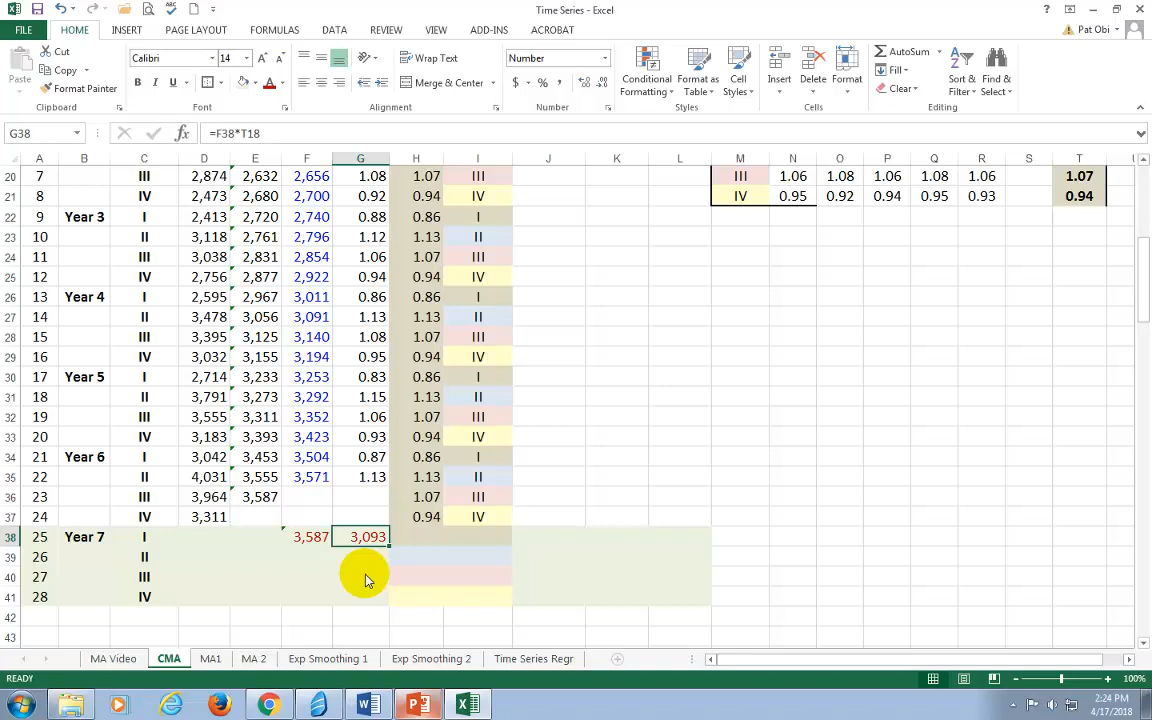 Time Series - Excel
FILE HOME INSERT PAGE LAYOUT FORMULAS DATA REVIEW VIEW ADD-INS ACROBAT Pat Obi
Paste Cut Copy Format Painter Clipboard
Calibri 14 B I U A Font
Wrap Text Merge & Center Alignment
Number $ % , Number
Conditional Formatting Format as Table Cell Styles Styles
Insert Delete Format Cells
AutoSum Fill Clear Sort & Filter Find & Select Editing
G38 fx =F38*T18
A B C D E F G H I J K L M N O P Q R S T
20 7 III 2,874 2,632 2,656 1.08 1.07 III III 1.06 1.08 1.06 1.08 1.06 1.07
21 8 IV 2,473 2,680 2,700 0.92 0.94 IV IV 0.95 0.92 0.94 0.95 0.93 0.94
22 9 Year 3 I 2,413 2,720 2,740 0.88 0.86 I
23 10 II 3,118 2,761 2,796 1.12 1.13 II
24 11 III 3,038 2,831 2,854 1.06 1.07 III
25 12 IV 2,756 2,877 2,922 0.94 0.94 IV
26 13 Year 4 I 2,595 2,967 3,011 0.86 0.86 I
27 14 II 3,478 3,056 3,091 1.13 1.13 II
28 15 III 3,395 3,125 3,140 1.08 1.07 III
29 16 IV 3,032 3,155 3,194 0.95 0.94 IV
30 17 Year 5 I 2,714 3,233 3,253 0.83 0.86 I
31 18 II 3,791 3,273 3,292 1.15 1.13 II
32 19 III 3,555 3,311 3,352 1.06 1.07 III
33 20 IV 3,183 3,393 3,423 0.93 0.94 IV
34 21 Year 6 I 3,042 3,453 3,504 0.87 0.86 I
35 22 II 4,031 3,555 3,571 1.13 1.13 II
36 23 III 3,964 3,587 1.07 III
37 24 IV 3,311 0.94 IV
38 25 Year 7 I 3,587 3,093
39 26 II
40 27 III
41 28 IV
42
43
MA Video CMA MA1 MA 2 Exp Smoothing 1 Exp Smoothing 2 Time Series Regr
READY 100%
2:24 PM
4/17/2018